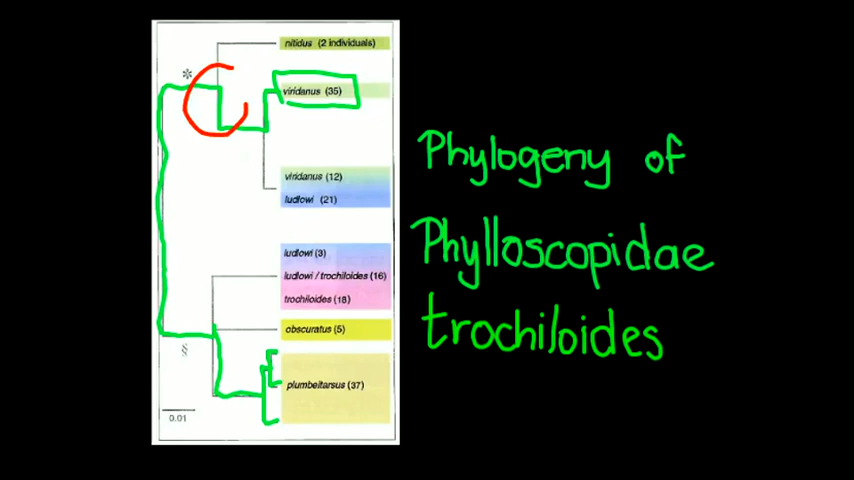 nitidus (2 individuals)
*
viridanus (35)
viridanus (12)
ludlowi (21)
ludlowi (3)
ludlowi / trochiloides (16)
trochiloides (18)
obscuratus (5)
§
plumbeitarsus (37)
0.01
Phylogeny of
Phylloscopidae
trochiloides